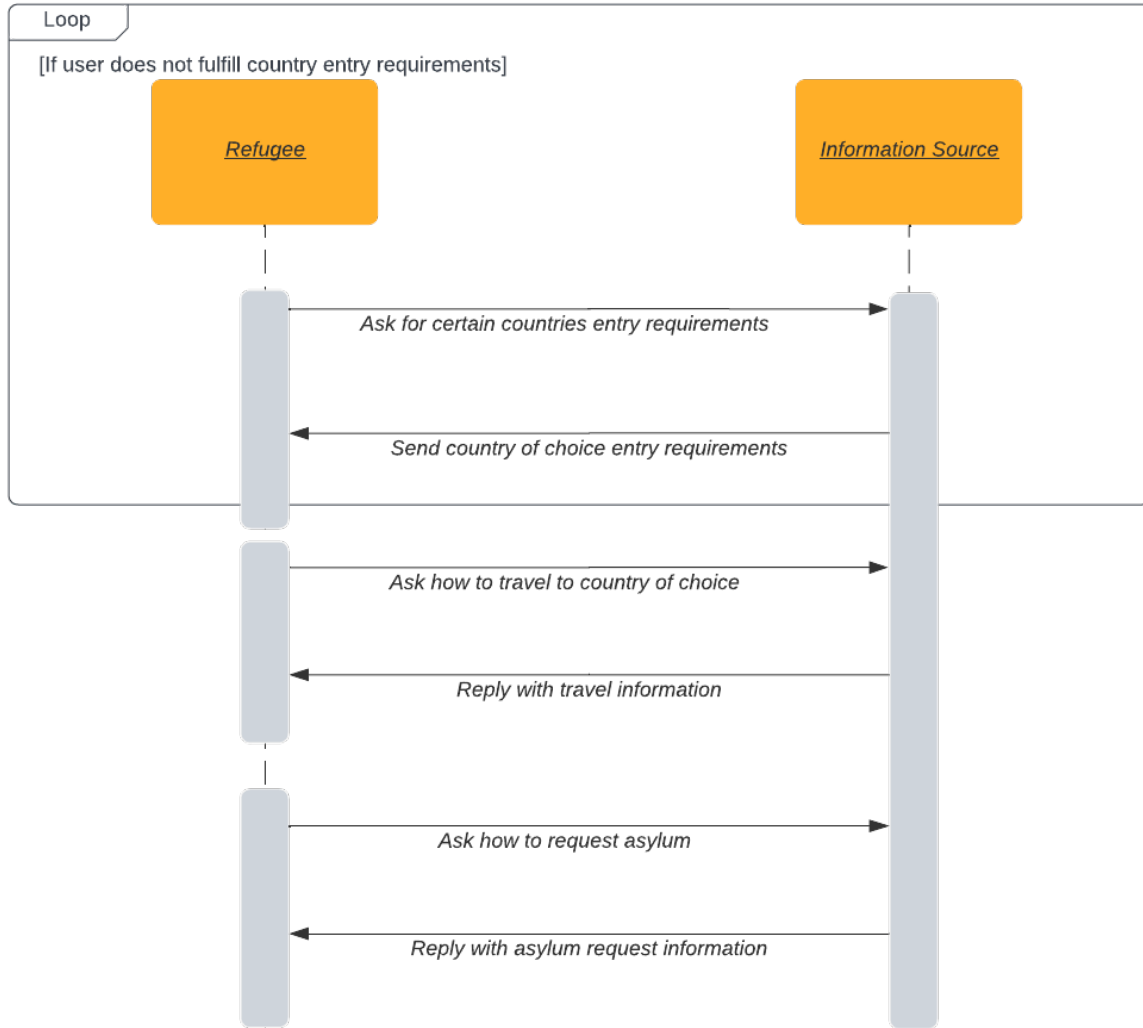 Loop
[If user does not fulfill country entry requirements]
Refugee
Information Source
Ask for certain countries entry requirements
Send country of choice entry requirements
Ask how to travel to country of choice
Reply with travel information
Ask how to request asylum
Reply with asylum request information